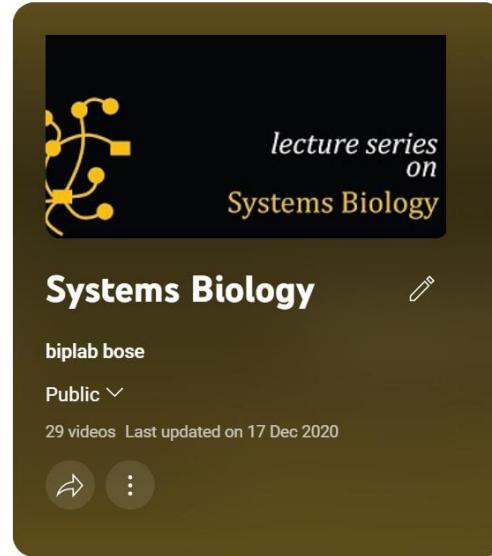 lecture series
on
Systems Biology
Systems Biology
biplab bose
Public
29 videos Last updated on 17 Dec 2020